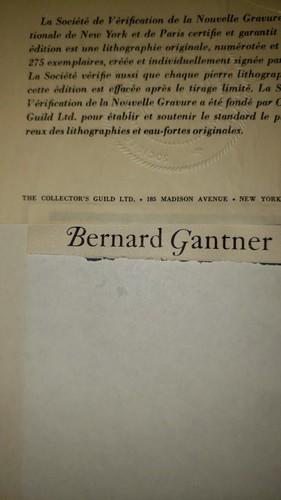 La Société de Vérification de la Nouvelle Gravure
tionale de New York et de Paris certifie et garantit
édition est une lithographie originale, numérotée et
275 exemplaires, créée et individuellement signée par
La Société vérifie aussi que chaque pierre lithograp
cette édition est effacée après le tirage limité. La S
Vérification de la Nouvelle Gravure a été fondé par C
Guild Ltd. pour établir et soutenir le standard le p
reux des lithographies et eau-fortes originales.
THE COLLECTOR'S GUILD LTD. • 185 MADISON AVENUE • NEW YORK
Bernard Gantner